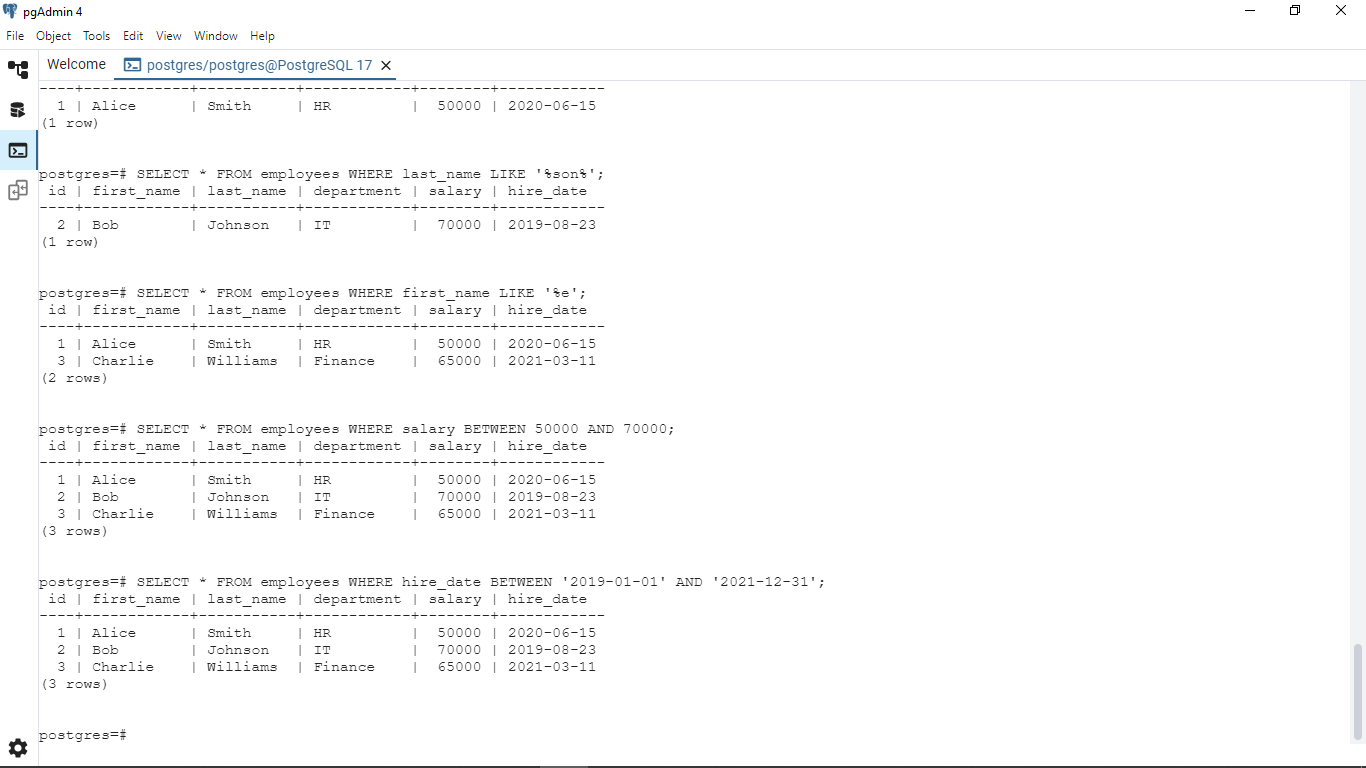 pgAdmin 4
File Object Tools Edit View Window Help
Welcome postgres/postgres@PostgreSQL 17
----+------------+-----------+------------+--------+------------
  1 | Alice      | Smith     | HR         |  50000 | 2020-06-15
(1 row)
postgres=# SELECT * FROM employees WHERE last_name LIKE '%son%';
 id | first_name | last_name | department | salary | hire_date
----+------------+-----------+------------+--------+------------
  2 | Bob        | Johnson   | IT         |  70000 | 2019-08-23
(1 row)
postgres=# SELECT * FROM employees WHERE first_name LIKE '%e';
 id | first_name | last_name | department | salary | hire_date
----+------------+-----------+------------+--------+------------
  1 | Alice      | Smith     | HR         |  50000 | 2020-06-15
  3 | Charlie    | Williams  | Finance    |  65000 | 2021-03-11
(2 rows)
postgres=# SELECT * FROM employees WHERE salary BETWEEN 50000 AND 70000;
 id | first_name | last_name | department | salary | hire_date
----+------------+-----------+------------+--------+------------
  1 | Alice      | Smith     | HR         |  50000 | 2020-06-15
  2 | Bob        | Johnson   | IT         |  70000 | 2019-08-23
  3 | Charlie    | Williams  | Finance    |  65000 | 2021-03-11
(3 rows)
postgres=# SELECT * FROM employees WHERE hire_date BETWEEN '2019-01-01' AND '2021-12-31';
 id | first_name | last_name | department | salary | hire_date
----+------------+-----------+------------+--------+------------
  1 | Alice      | Smith     | HR         |  50000 | 2020-06-15
  2 | Bob        | Johnson   | IT         |  70000 | 2019-08-23
  3 | Charlie    | Williams  | Finance    |  65000 | 2021-03-11
(3 rows)
postgres=#